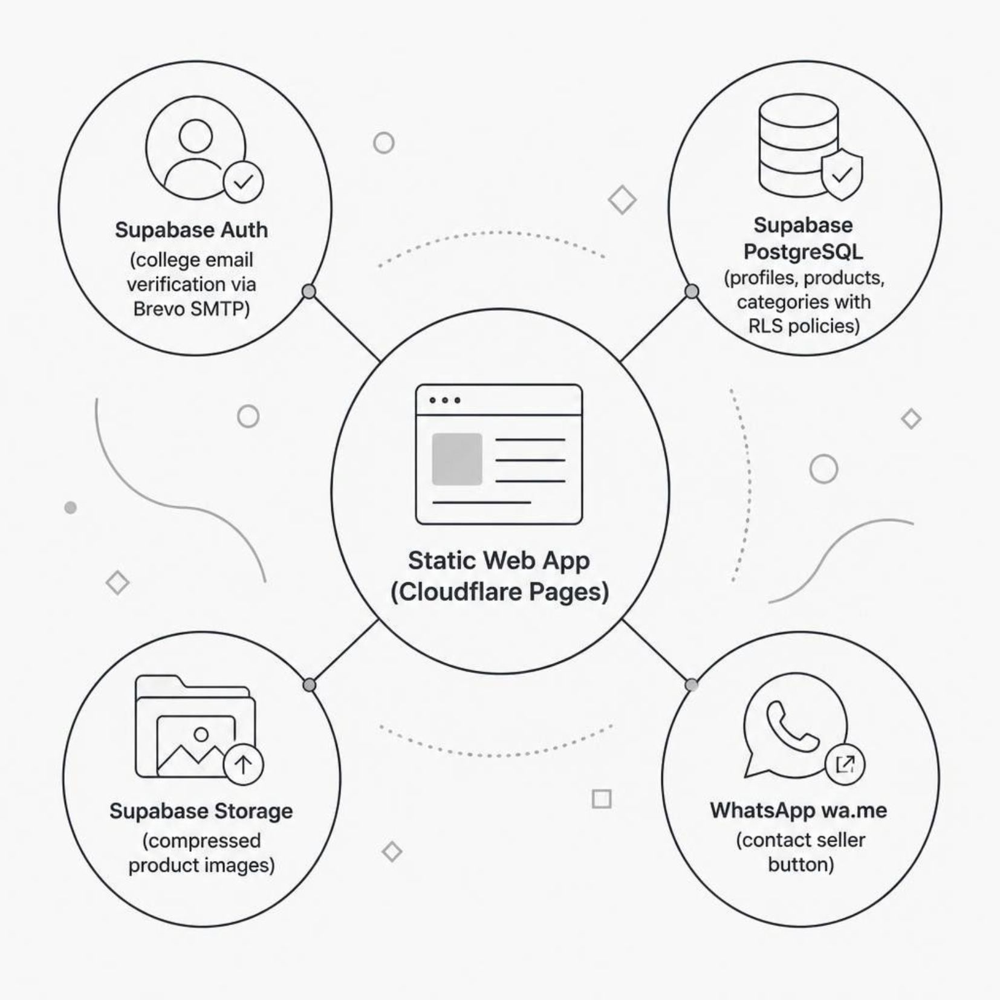 Supabase Auth
(college email
verification via
Brevo SMTP)
Supabase
PostgreSQL
(profiles, products,
categories with
RLS policies)
Static Web App
(Cloudflare Pages)
Supabase Storage
(compressed
product images)
WhatsApp wa.me
(contact seller
button)